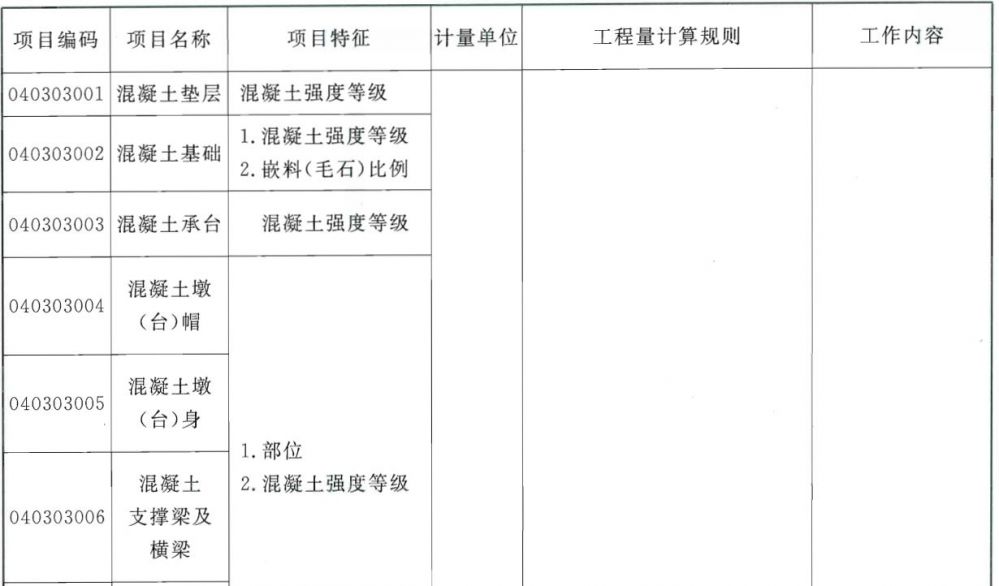 项目编码 项目名称 项目特征 计量单位 工程量计算规则 工作内容
040303001 混凝土垫层 混凝土强度等级
040303002 混凝土基础 1.混凝土强度等级
2.嵌料(毛石)比例
040303003 混凝土承台 混凝土强度等级
040303004 混凝土墩
(台)帽
040303005 混凝土墩
(台)身
1.部位
2.混凝土强度等级
040303006 混凝土
支撑梁及
横梁